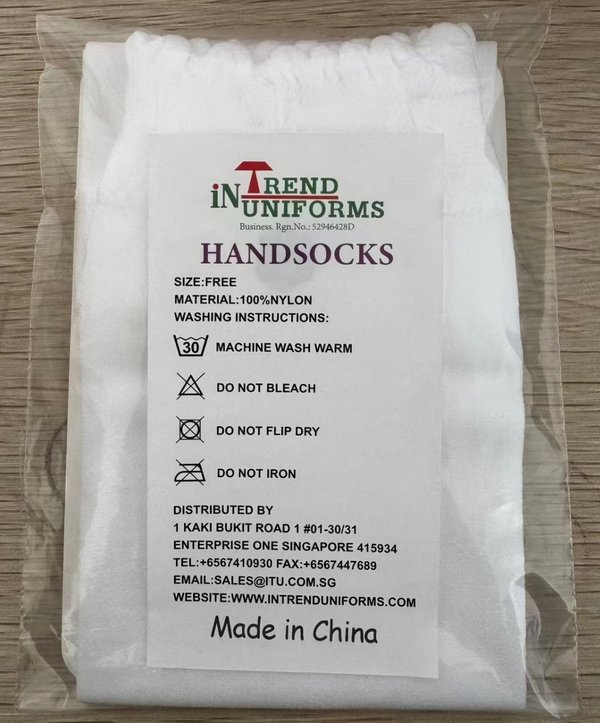 iN TREND
UNIFORMS
Business. Rgn.No.: 52946428D
HANDSOCKS
SIZE:FREE
MATERIAL:100%NYLON
WASHING INSTRUCTIONS:
30 MACHINE WASH WARM
DO NOT BLEACH
DO NOT FLIP DRY
DO NOT IRON
DISTRIBUTED BY
1 KAKI BUKIT ROAD 1 #01-30/31
ENTERPRISE ONE SINGAPORE 415934
TEL:+6567410930 FAX:+6567447689
EMAIL:SALES@ITU.COM.SG
WEBSITE:WWW.INTRENDUNIFORMS.COM
Made in China